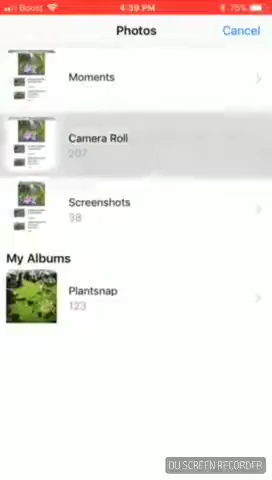 Boost 4:39 PM 75%
Photos Cancel
Moments
Camera Roll
207
Screenshots
38
My Albums
Plantsnap
123
DU SCREEN RECORDER